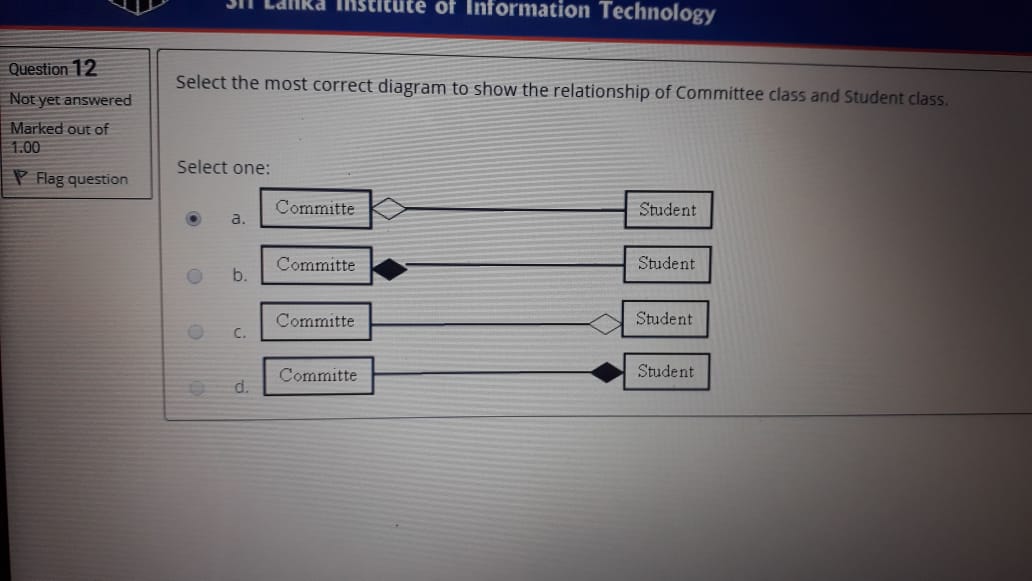 Sri Lanka Institute of Information Technology
Question 12
Not yet answered
Marked out of
1.00
Flag question
Select the most correct diagram to show the relationship of Committee class and Student class.
Select one:
a. Committe Student
b. Committe Student
c. Committe Student
d. Committe Student